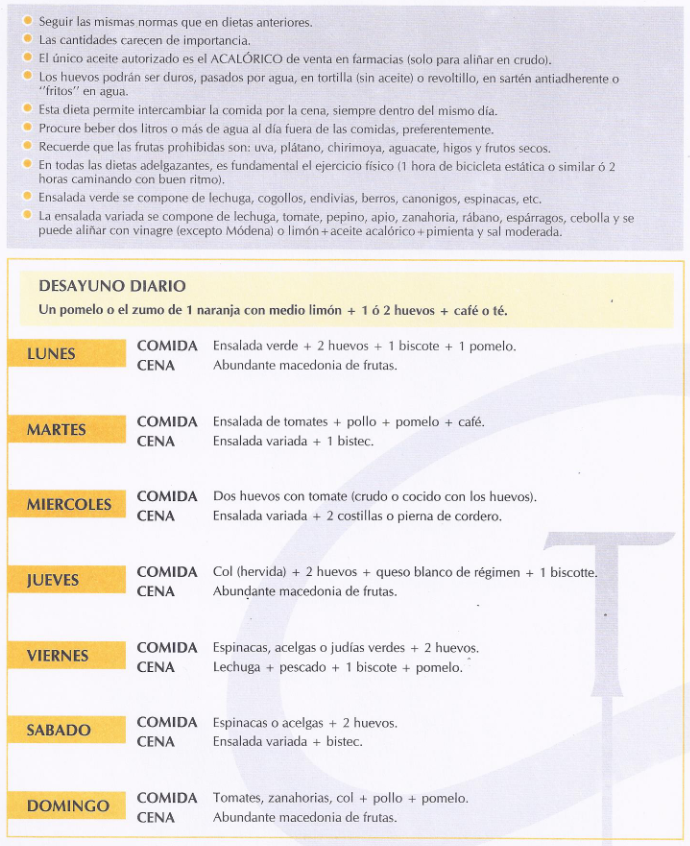 Seguir las mismas normas que en dietas anteriores.
Las cantidades carecen de importancia.
El único aceite autorizado es el ACALÓRICO de venta en farmacias (solo para aliñar en crudo).
Los huevos podrán ser duros, pasados por agua, en tortilla (sin aceite) o revoltillo, en sartén antiadherente o
"fritos" en agua.
Esta dieta permite intercambiar la comida por la cena, siempre dentro del mismo día.
Procure beber dos litros o más de agua al día fuera de las comidas, preferentemente.
Recuerde que las frutas prohibidas son: uva, plátano, chirimoya, aguacate, higos y frutos secos.
En todas las dietas adelgazantes, es fundamental el ejercicio físico (1 hora de bicicleta estática o similar ó 2
horas caminando con buen ritmo).
Ensalada verde se compone de lechuga, cogollos, endivias, berros, canonigos, espinacas, etc.
La ensalada variada se compone de lechuga, tomate, pepino, apio, zanahoria, rábano, espárragos, cebolla y se
puede aliñar con vinagre (excepto Módena) o limón+aceite acalórico+pimienta y sal moderada.
DESAYUNO DIARIO
Un pomelo o el zumo de 1 naranja con medio limón + 1 ó 2 huevos + café o té.
LUNES
COMIDA Ensalada verde + 2 huevos + 1 biscote + 1 pomelo.
CENA Abundante macedonia de frutas.
MARTES
COMIDA Ensalada de tomates + pollo + pomelo + café.
CENA Ensalada variada + 1 bistec.
MIERCOLES
COMIDA Dos huevos con tomate (crudo o cocido con los huevos).
CENA Ensalada variada + 2 costillas o pierna de cordero.
JUEVES
COMIDA Col (hervida) + 2 huevos + queso blanco de régimen + 1 biscotte.
CENA Abundante macedonia de frutas.
VIERNES
COMIDA Espinacas, acelgas o judías verdes + 2 huevos.
CENA Lechuga + pescado + 1 biscote + pomelo.
SABADO
COMIDA Espinacas o acelgas + 2 huevos.
CENA Ensalada variada + bistec.
DOMINGO
COMIDA Tomates, zanahorias, col + pollo + pomelo.
CENA Abundante macedonia de frutas.